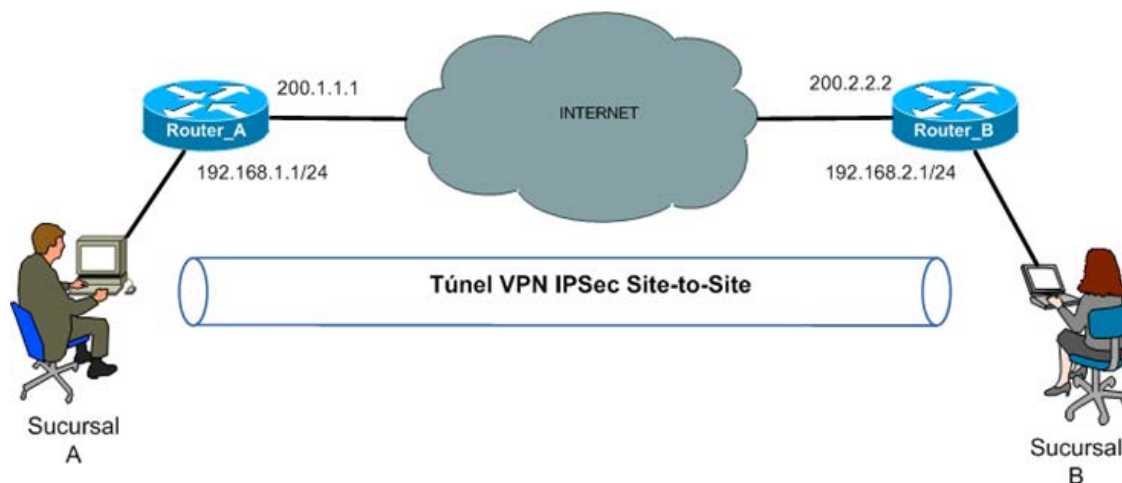 200.1.1.1
INTERNET
200.2.2.2
Router_A
Router_B
192.168.1.1/24
192.168.2.1/24
Túnel VPN IPSec Site-to-Site
Sucursal
A
Sucursal
B